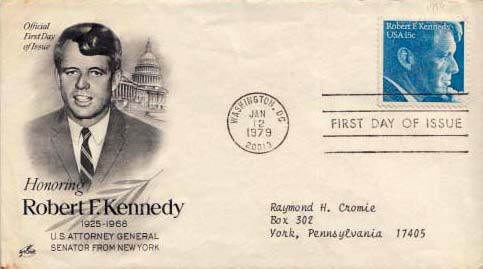 Official
First Day
of Issue
Honoring
Robert F. Kennedy
1925-1968
U.S. ATTORNEY GENERAL
SENATOR FROM NEW YORK
WASHINGTON, DC
JAN
12
1979
20013
Robert F. Kennedy
USA 15c
FIRST DAY OF ISSUE
Raymond H. Cromie
Box 302
York, Pennsylvania 17405